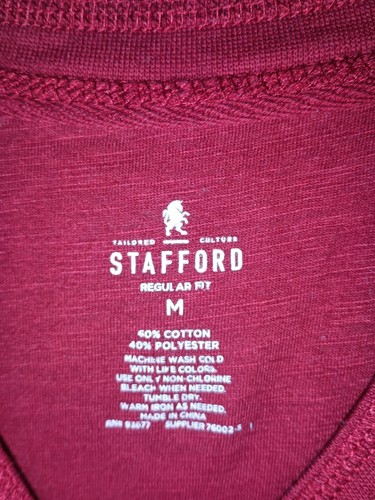 TAILORED CULTURE
STAFFORD
REGULAR FIT
M
60% COTTON
40% POLYESTER
MACHINE WASH COLD
WITH LIKE COLORS.
USE ONLY NON-CHLORINE
BLEACH WHEN NEEDED.
TUMBLE DRY.
WARM IRON AS NEEDED.
MADE IN CHINA
SUPPLIER